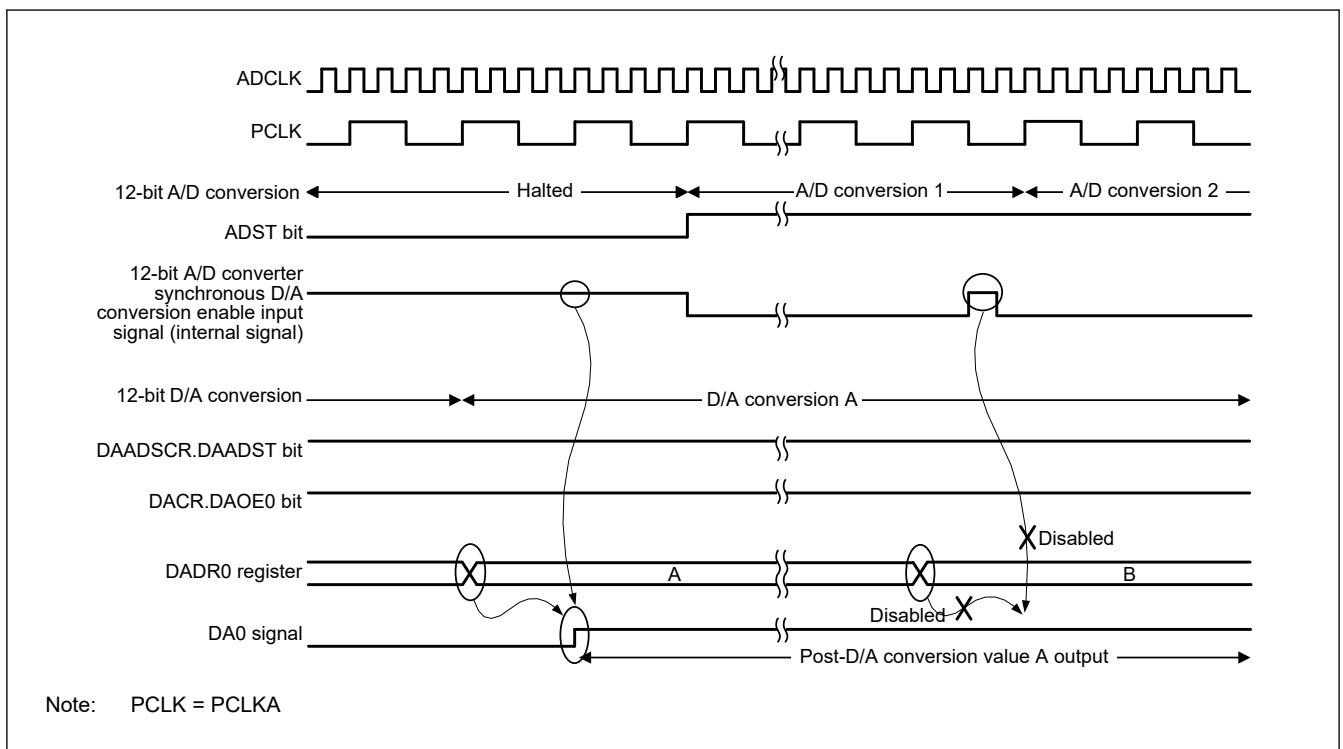 ADCLK
PCLK
12-bit A/D conversion
Halted
A/D conversion 1
A/D conversion 2
ADST bit
12-bit A/D converter
synchronous D/A
conversion enable input
signal (internal signal)
12-bit D/A conversion
D/A conversion A
DAADSCR.DAADST bit
DACR.DAOE0 bit
Disabled
DADR0 register
A
B
Disabled
DA0 signal
Post-D/A conversion value A output
Note: PCLK = PCLKA